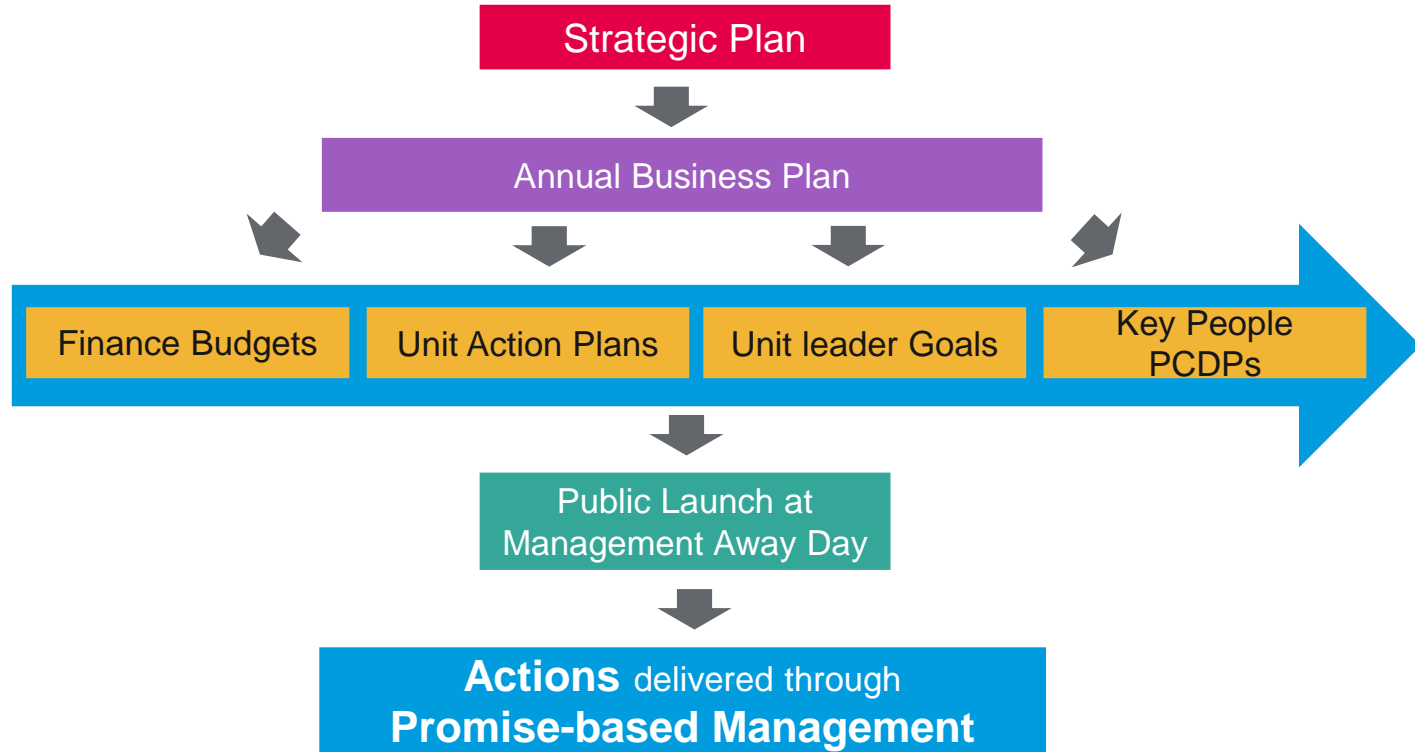 Strategic Plan
Annual Business Plan
Finance Budgets
Unit Action Plans
Unit leader Goals
Key People
PCDPs
Public Launch at
Management Away Day
Actions delivered through
Promise-based Management